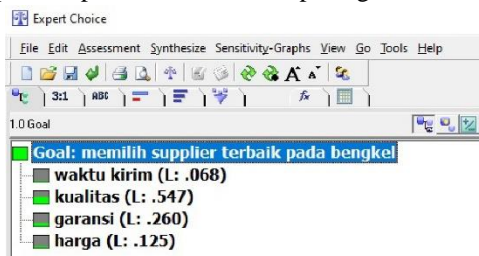 Expert Choice
File Edit Assessment Synthesize Sensitivity-Graphs View Go Tools Help
3:1 ABC fx
1.0 Goal
Goal: memilih supplier terbaik pada bengkel
waktu kirim (L: .068)
kualitas (L: .547)
garansi (L: .260)
harga (L: .125)